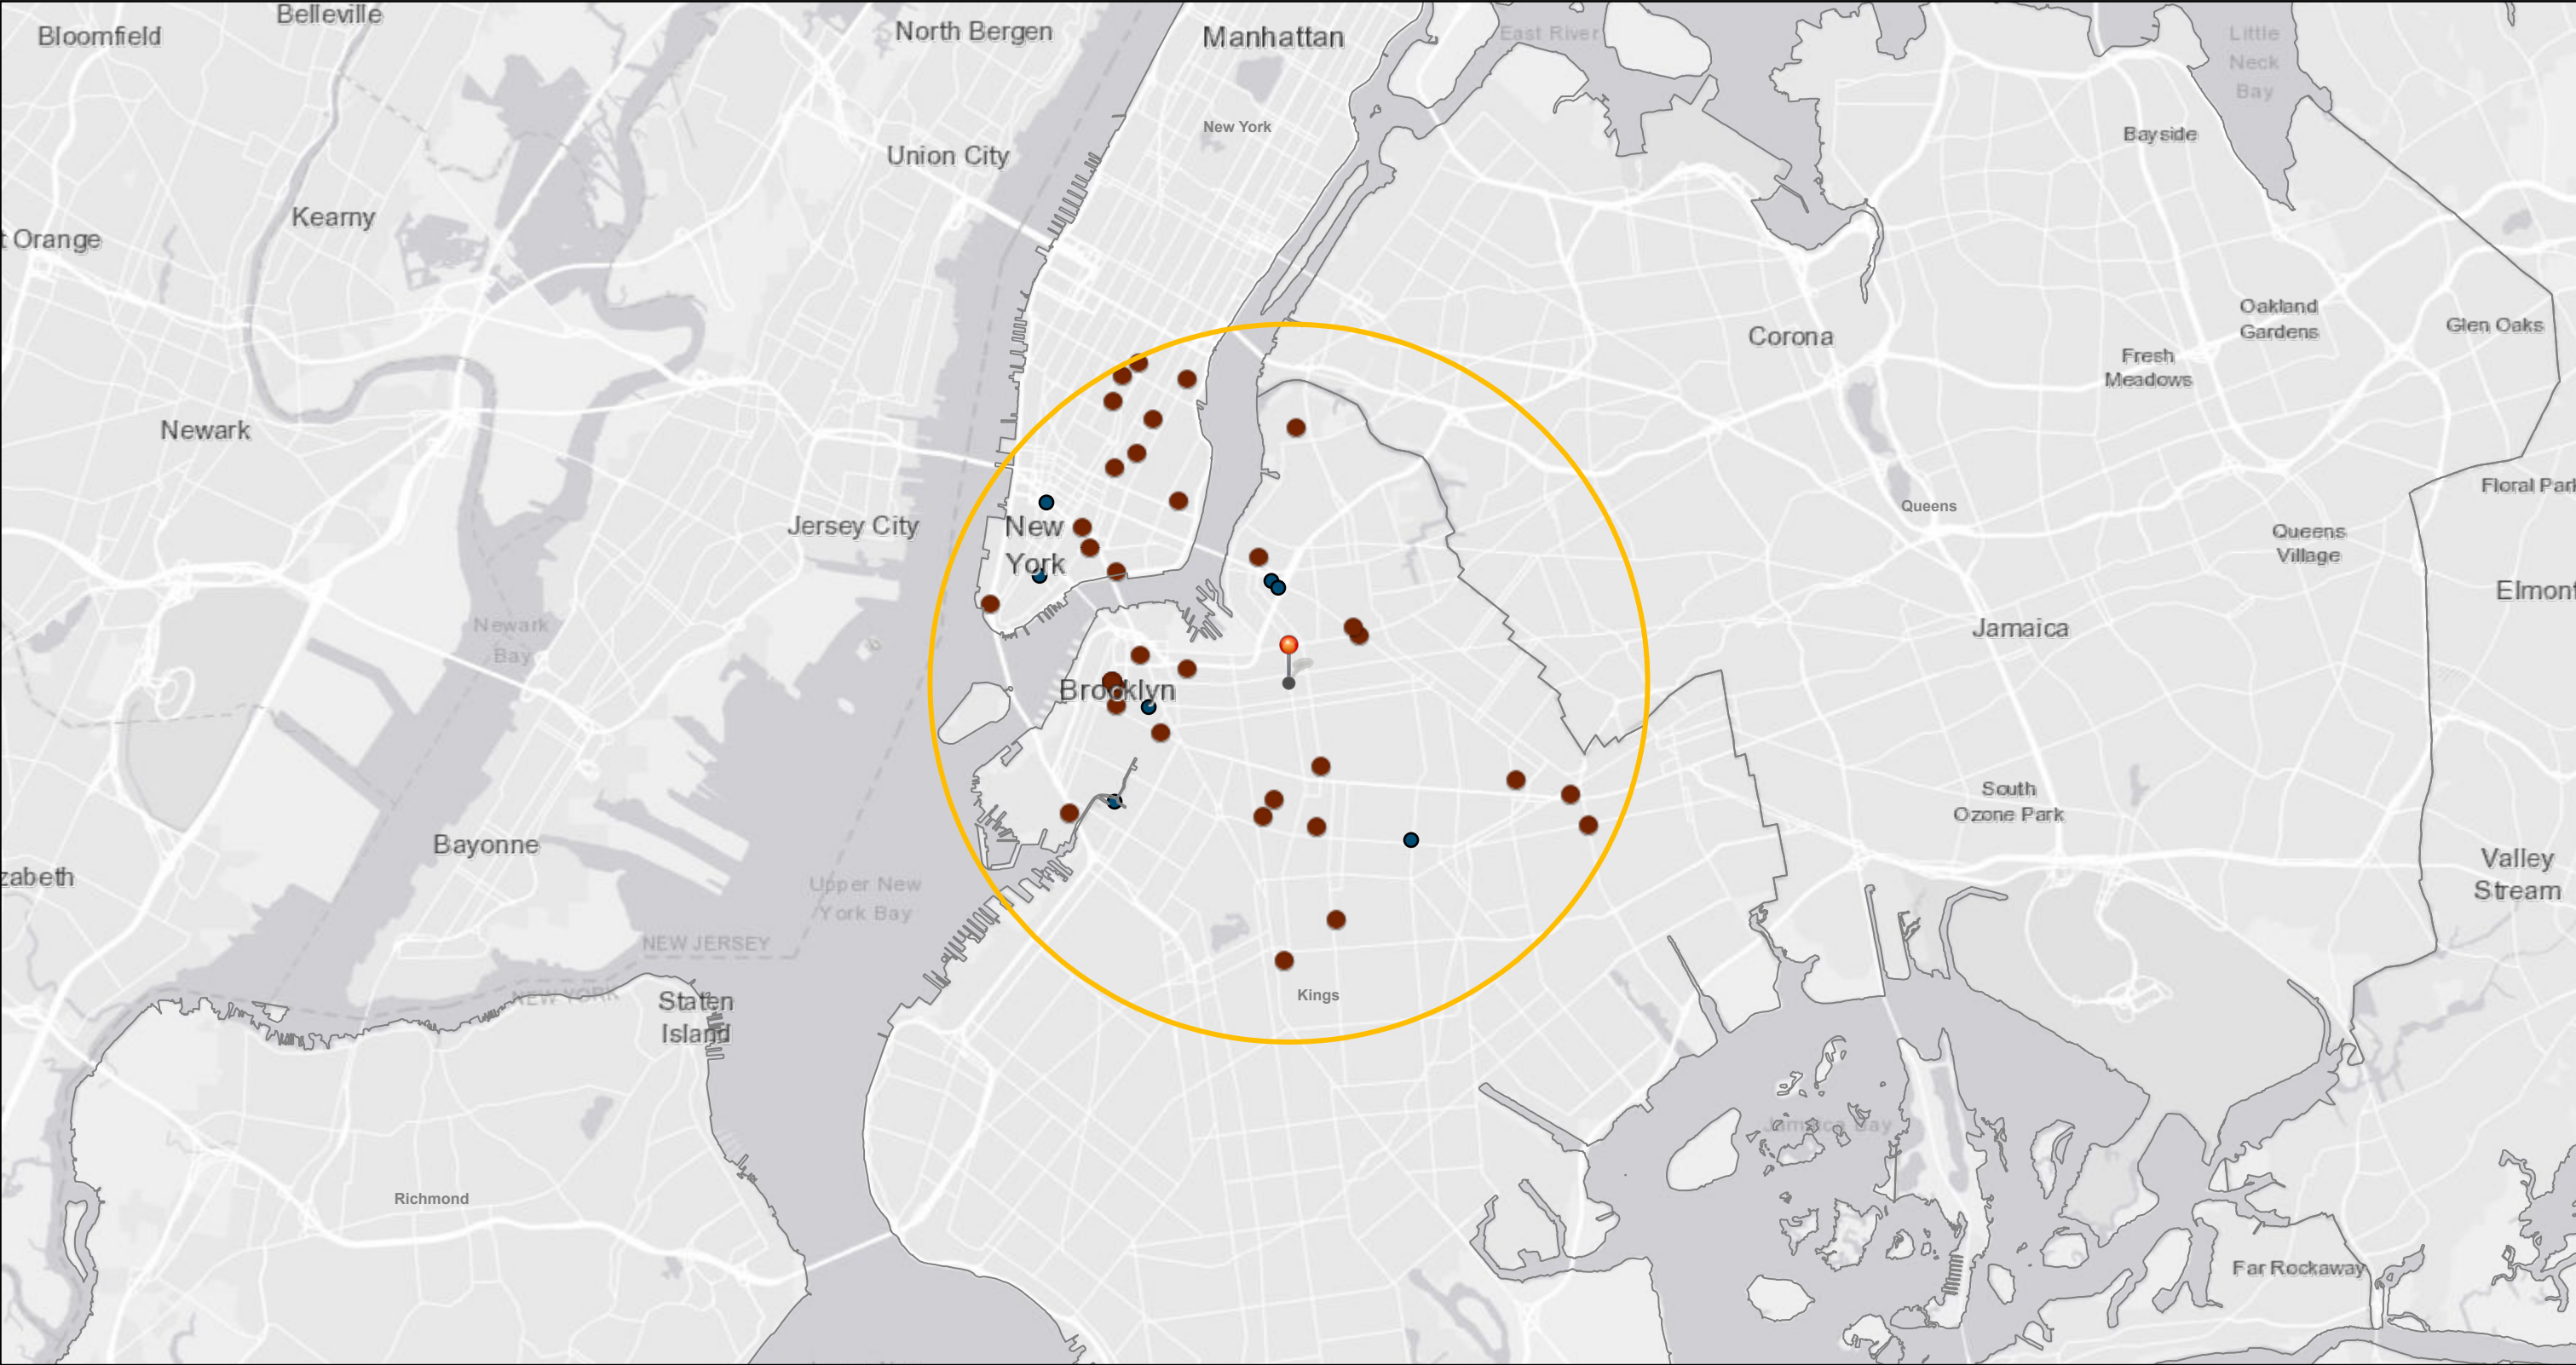 Belleville
Bloomfield
North Bergen
Manhattan
East River
Little
Neck
Bay
New York
Bayside
Union City
Kearny
t Orange
Oakland
Gardens
Glen Oaks
Corona
Fresh
Meadows
Newark
Floral Park
Queens
Jersey City
New
York
Queens
Village
Elmont
Newark
Bay
Jamaica
Brooklyn
South
Ozone Park
Bayonne
Valley
Stream
zabeth
Upper New
York Bay
NEW JERSEY
NEW YORK
Staten
Island
Kings
Jamaica Bay
Richmond
Far Rockaway